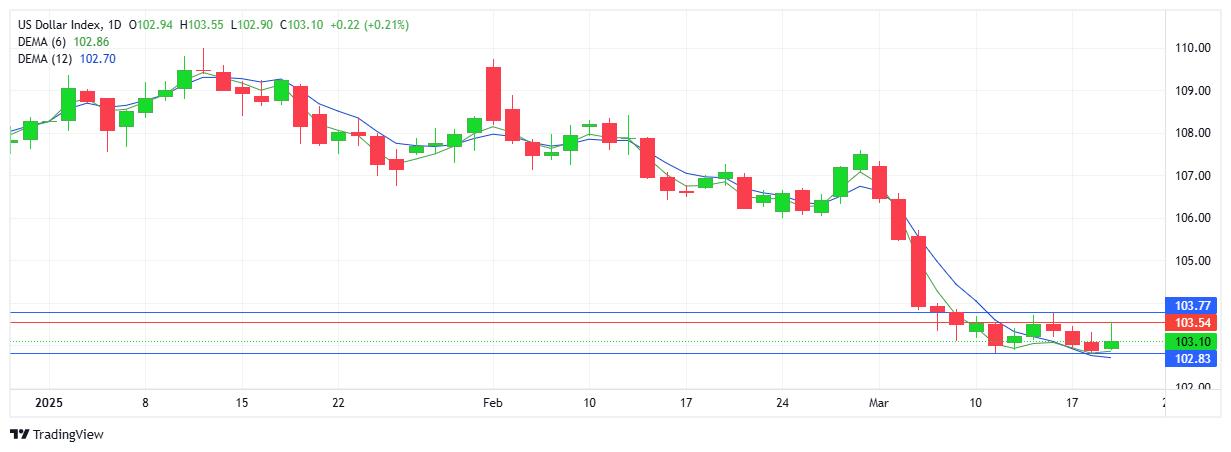 US Dollar Index, 1D O102.94 H103.55 L102.90 C103.10 +0.22 (+0.21%)
DEMA (6) 102.86
DEMA (12) 102.70
110.00
109.00
108.00
107.00
106.00
105.00
103.77
103.54
103.10
102.83
102.00
2025 8 15 22 Feb 10 17 24 Mar 10 17
TradingView